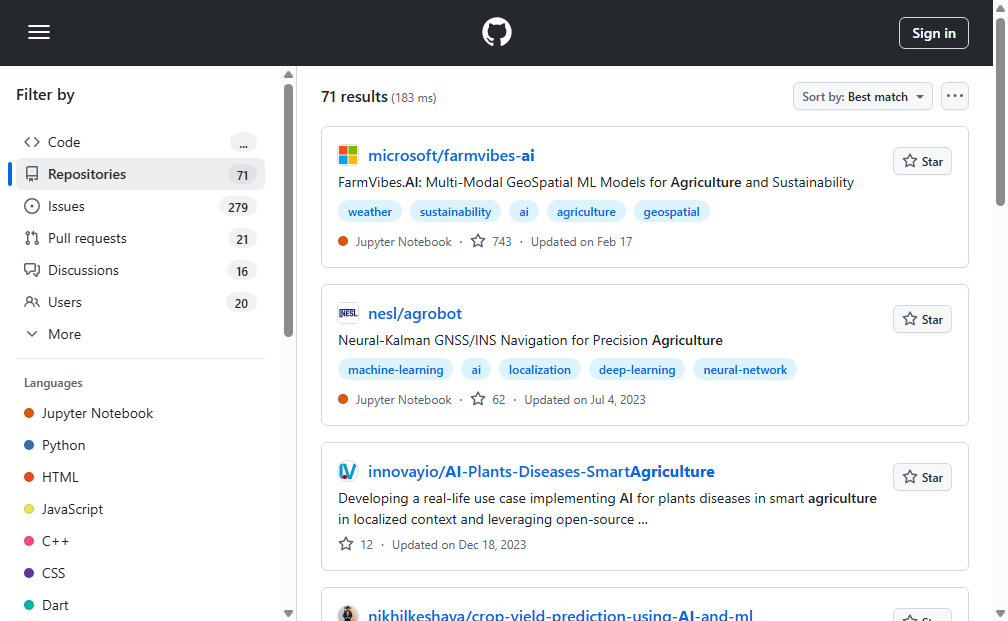 Sign in
Filter by
Code
...
Repositories
71
Issues
279
Pull requests
21
Discussions
16
Users
20
More
Languages
Jupyter Notebook
Python
HTML
JavaScript
C++
CSS
Dart
71 results (183 ms)
Sort by: Best match
microsoft/farmvibes-ai
Star
FarmVibes.AI: Multi-Modal GeoSpatial ML Models for Agriculture and Sustainability
weather sustainability ai agriculture geospatial
Jupyter Notebook · 743 · Updated on Feb 17
NESL
nesl/agrobot
Star
Neural-Kalman GNSS/INS Navigation for Precision Agriculture
machine-learning ai localization deep-learning neural-network
Jupyter Notebook · 62 · Updated on Jul 4, 2023
innovayio/AI-Plants-Diseases-SmartAgriculture
Star
Developing a real-life use case implementing AI for plants diseases in smart agriculture
in localized context and leveraging open-source ...
12 · Updated on Dec 18, 2023
nikhilkeshava/crop-yield-prediction-using-AI-and-ml
Star